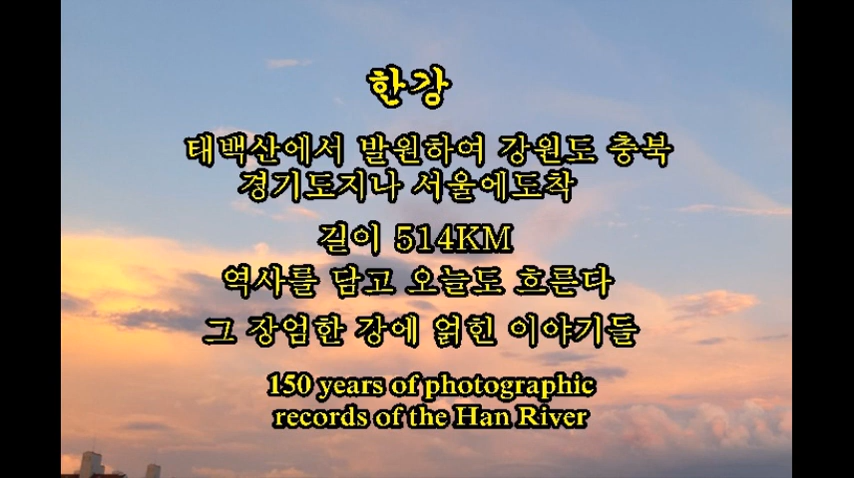 한강
태백산에서 발원하여 강원도 충북
경기도지나 서울에도착
길이 514KM
역사를 담고 오늘도 흐른다
그 장엄한 강에 얽힌 이야기들
150 years of photographic
records of the Han River